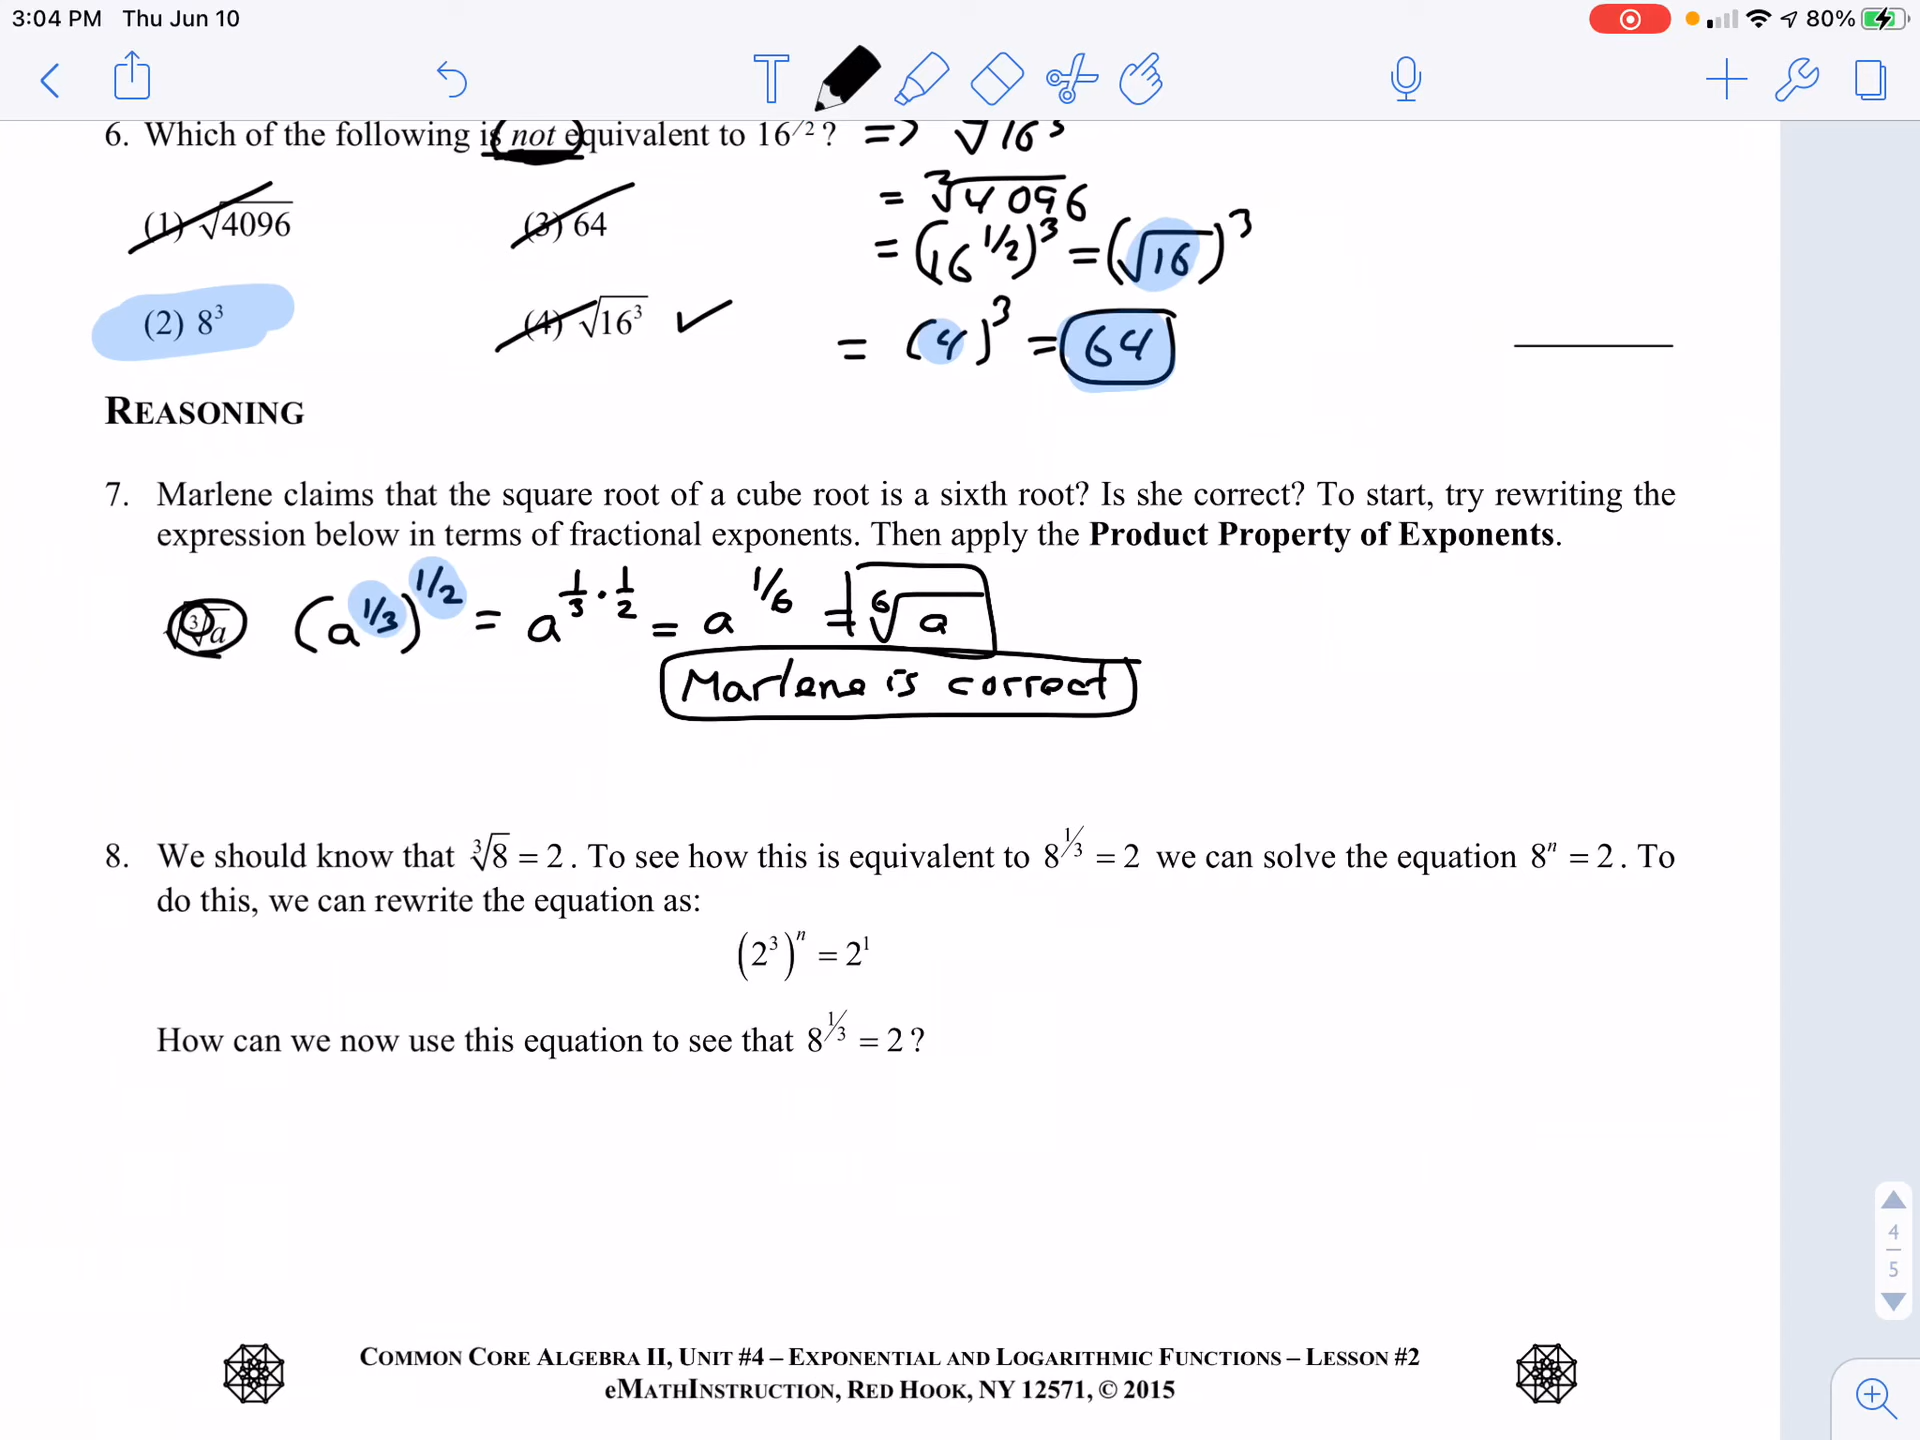 3:04 PM Thu Jun 10 80%
6. Which of the following is not equivalent to 16^/2 ? => √16³
(1) √4096 (3) 64 = ³√4096
= (16^1/2)³ = (√16)³
(2) 8³ (4) √16³ ✓ = (4)³ = 64
REASONING
7. Marlene claims that the square root of a cube root is a sixth root? Is she correct? To start, try rewriting the
expression below in terms of fractional exponents. Then apply the Product Property of Exponents.
√³√a (a^1/3)^1/2 = a^1/3 · 1/2 = a^1/6 = ⁶√a
Marlene is correct
8. We should know that ³√8 = 2 . To see how this is equivalent to 8^1/3 = 2 we can solve the equation 8ⁿ = 2 . To
do this, we can rewrite the equation as:
(2³)ⁿ = 2¹
How can we now use this equation to see that 8^1/3 = 2 ?
4
5
COMMON CORE ALGEBRA II, UNIT #4 – EXPONENTIAL AND LOGARITHMIC FUNCTIONS – LESSON #2
eMATHINSTRUCTION, RED HOOK, NY 12571, © 2015